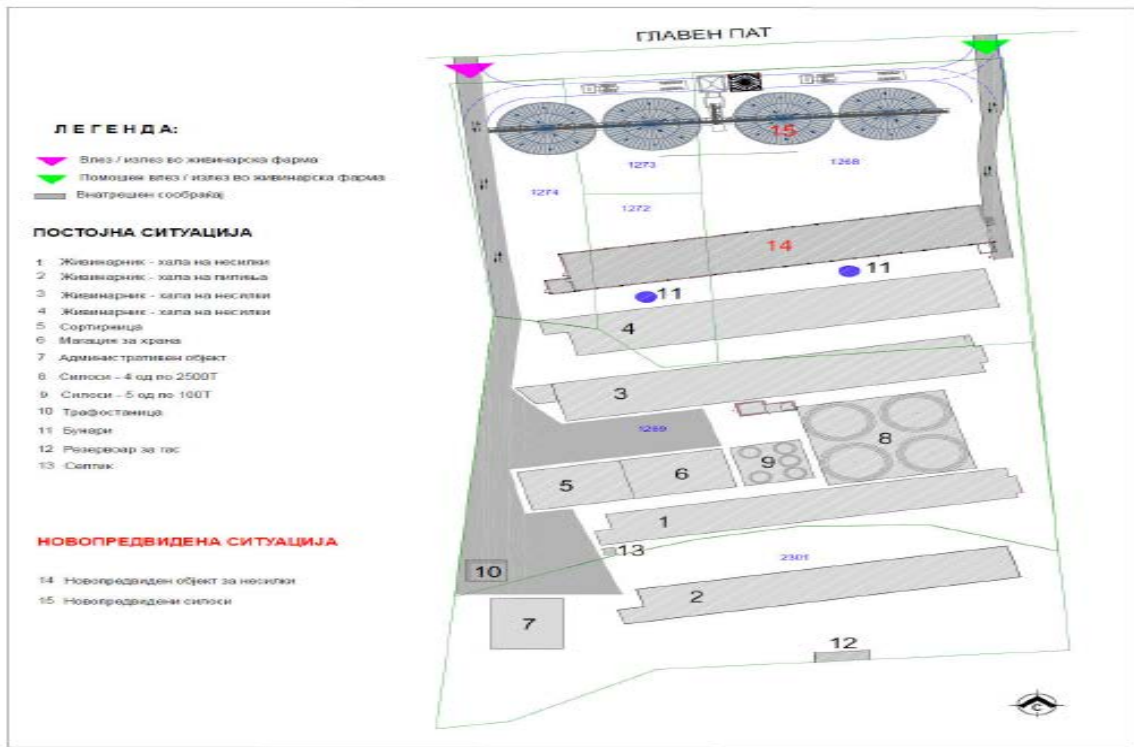 ГЛАВЕН ПАТ
ЛЕГЕНДА:
Влез / излез во живинарска фарма
Помошен влез / излез во живинарска фарма
Внатрешен сообраќај
ПОСТОЈНА СИТУАЦИЈА
1 Живинарник - хала на несилки
2 Живинарник - хала на пилиња
3 Живинарник - хала на несилки
4 Живинарник - хала на несилки
5 Сортирница
6 Магацин за храна
7 Административен објект
8 Силоси - 4 од по 2500Т
9 Силоси - 5 од по 100Т
10 Трафостаница
11 Бунари
12 Резервоар за гас
13 Септик
НОВОПРЕДВИДЕНА СИТУАЦИЈА
14 Новопредвиден објект за несилки
15 Новопредвидени силоси
15
1273
1268
1274
1272
14
11
11
4
3
1269
8
9
6
5
1
13
2301
10
2
7
12
С